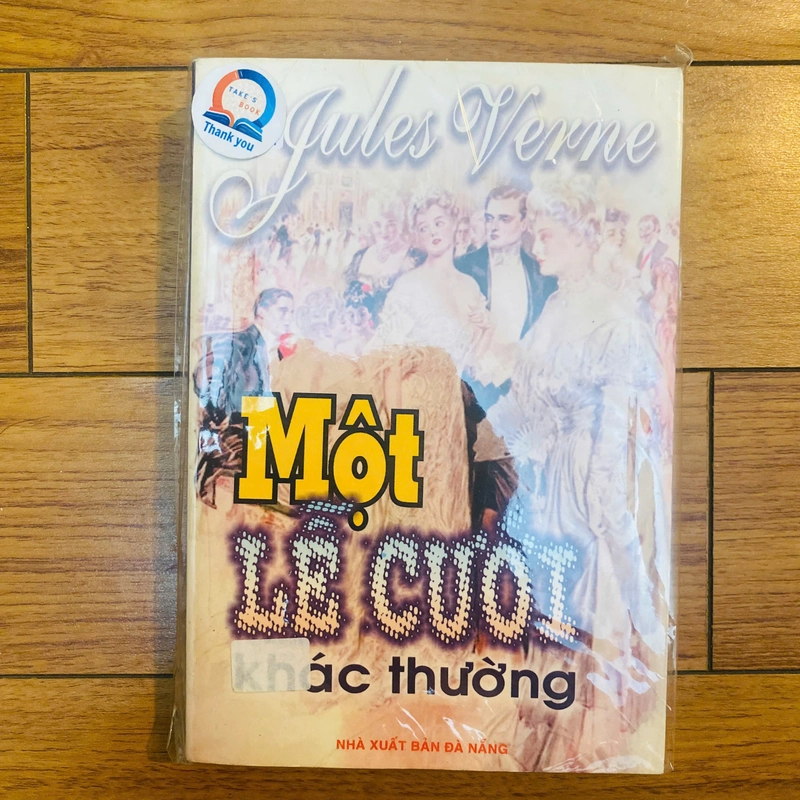 TAKE'S
BOOK
Thank you
Jules Verne
Một
LỄ CƯỚI
khác thường
NHÀ XUẤT BẢN ĐÀ NẴNG